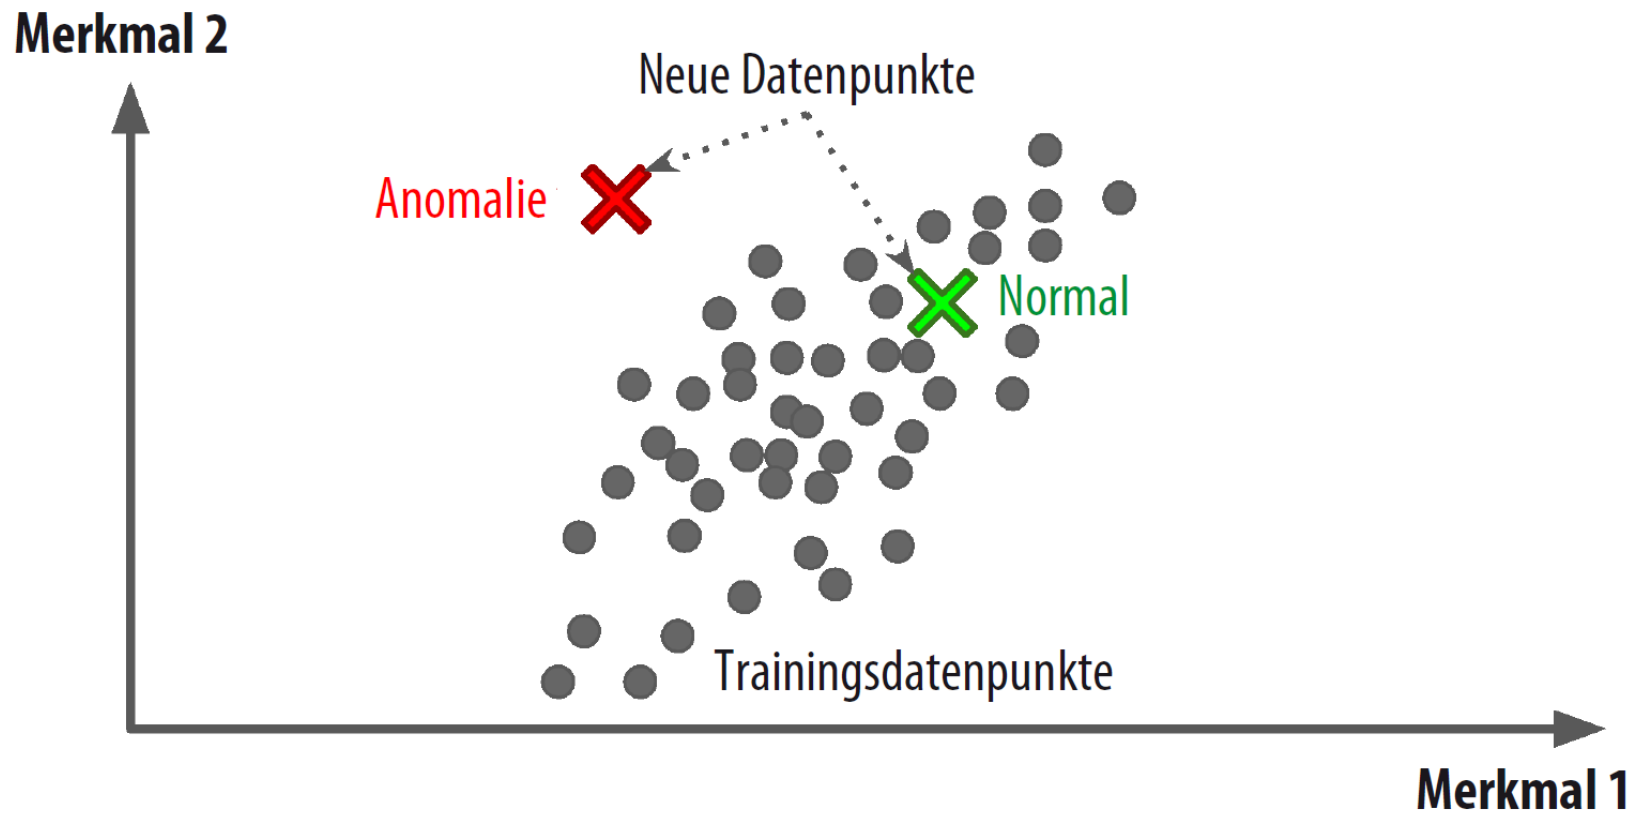 Merkmal 2
Neue Datenpunkte
Anomalie
Normal
Trainingsdatenpunkte
Merkmal 1